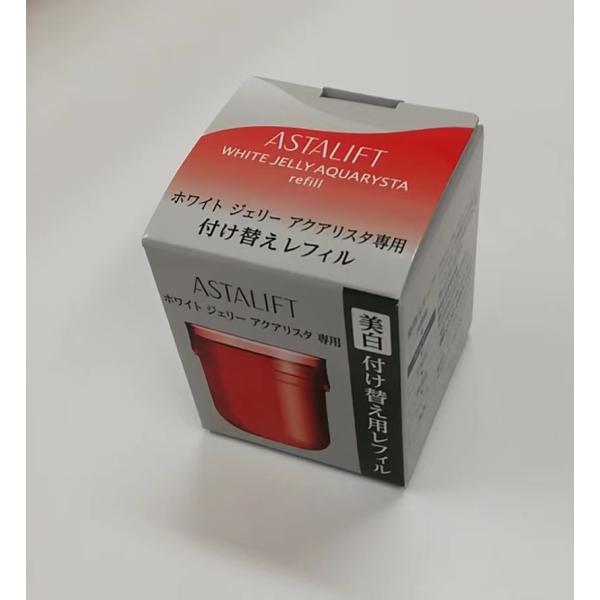 ASTALIFT
WHITE JELLY AQUARYSTA
refill
ホワイト ジェリー アクアリスタ専用
付け替えレフィル
ASTALIFT
ホワイト ジェリー アクアリスタ 専用
美白
付け替え用レフィル